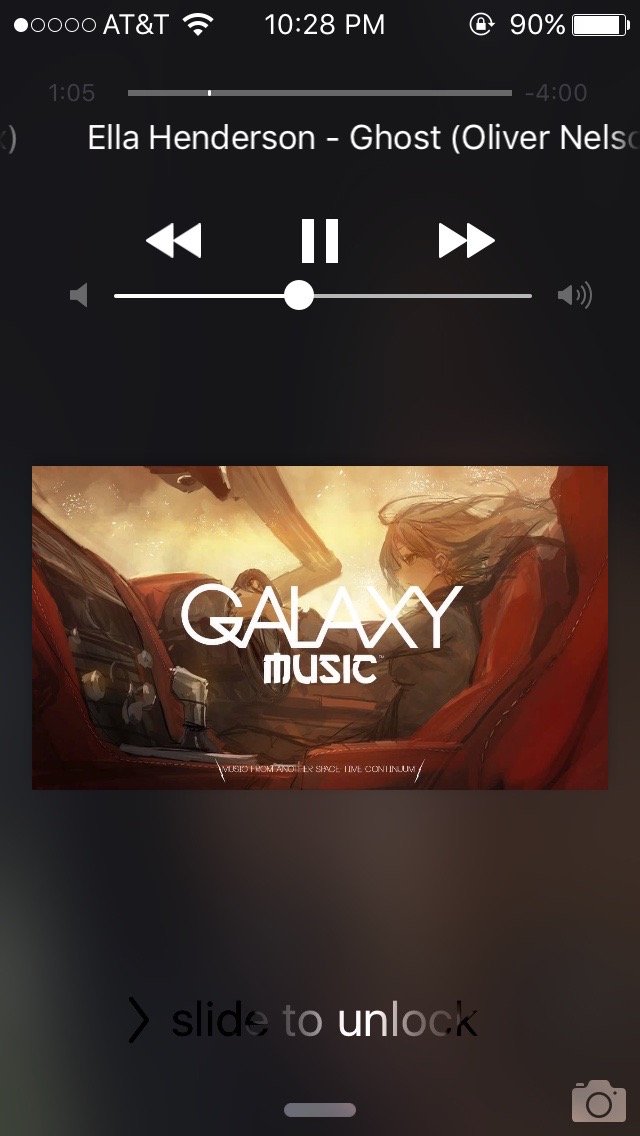 AT&T 10:28 PM 90%
1:05 -4:00
) Ella Henderson - Ghost (Oliver Nels
GALAXY
MUSIC
MUSIC FROM ANOTHER SPACE-TIME CONTINUUM
slide to unlock